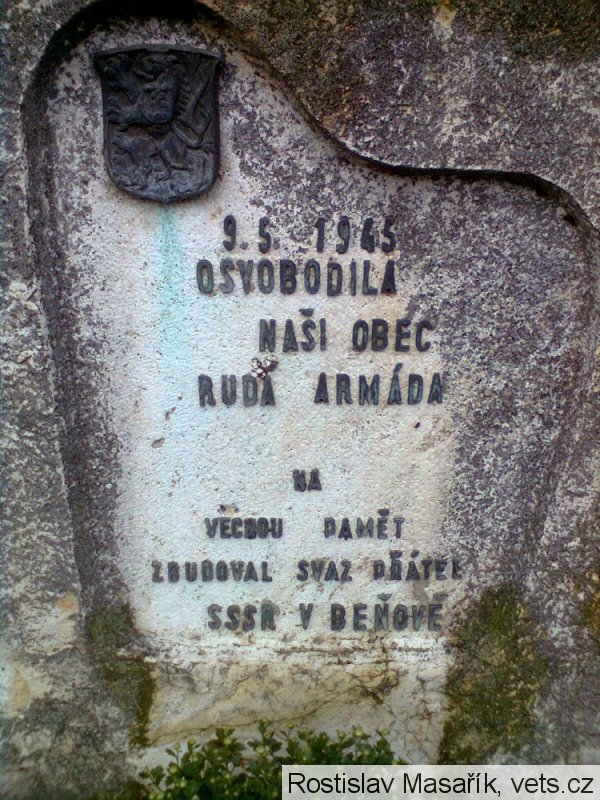 9. 5. 1945
OSVOBODILA
NAŠI OBEC
RUDÁ ARMÁDA
NA
VĚČNOU PAMĚT
ZBUDOVAL SVAZ PŘÁTEL
SSSR V BEŇOVĚ
Rostislav Masařík, vets.cz